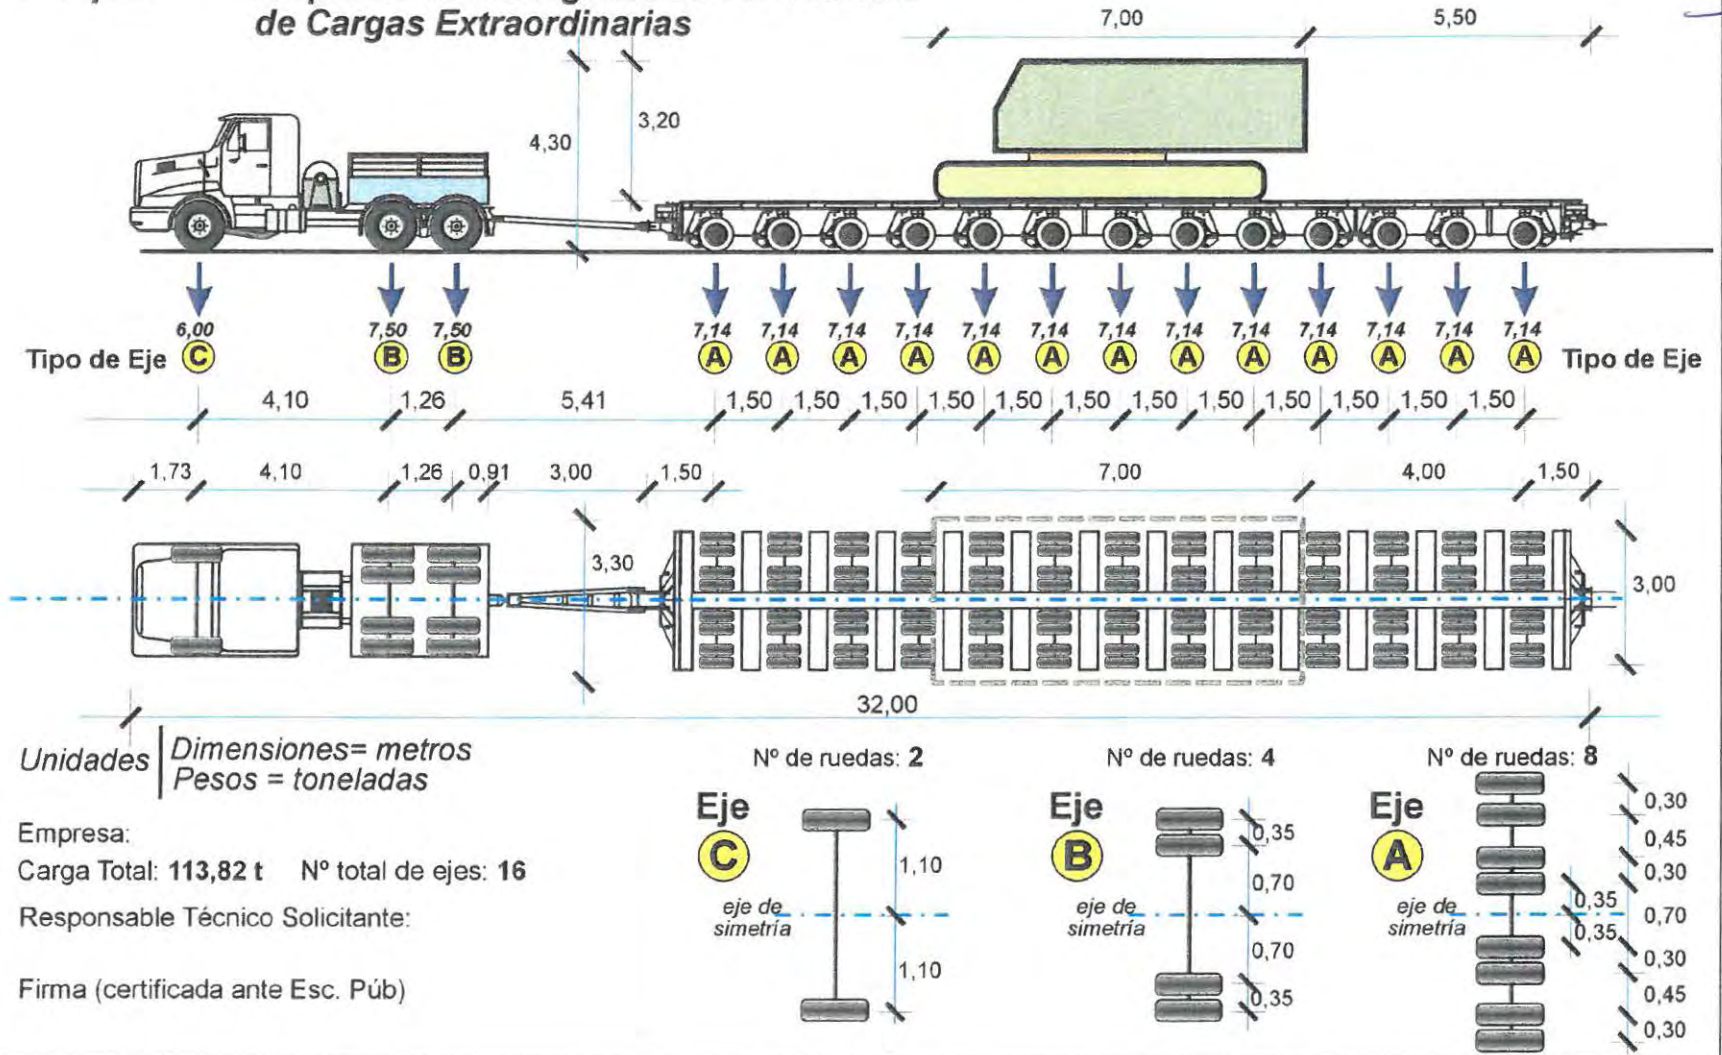 de Cargas Extraordinarias
7,00 5,50
4,30 3,20
6,00 7,50 7,50 7,14 7,14 7,14 7,14 7,14 7,14 7,14 7,14 7,14 7,14 7,14 7,14 7,14
Tipo de Eje C B B A A A A A A A A A A A A A Tipo de Eje
4,10 1,26 5,41 1,50 1,50 1,50 1,50 1,50 1,50 1,50 1,50 1,50 1,50 1,50 1,50
1,73 4,10 1,26 0,91 3,00 1,50 7,00 4,00 1,50
3,30 3,00
32,00
Unidades Dimensiones= metros
Pesos = toneladas
Empresa:
Carga Total: 113,82 t Nº total de ejes: 16
Responsable Técnico Solicitante:
Firma (certificada ante Esc. Púb)
Nº de ruedas: 2
Eje
C
eje de
simetría
1,10
1,10
Nº de ruedas: 4
Eje
B
eje de
simetría
0,35
0,70
0,70
0,35
Nº de ruedas: 8
Eje
A
eje de
simetría
0,30
0,45
0,30
0,35 0,70
0,35
0,30
0,45
0,30